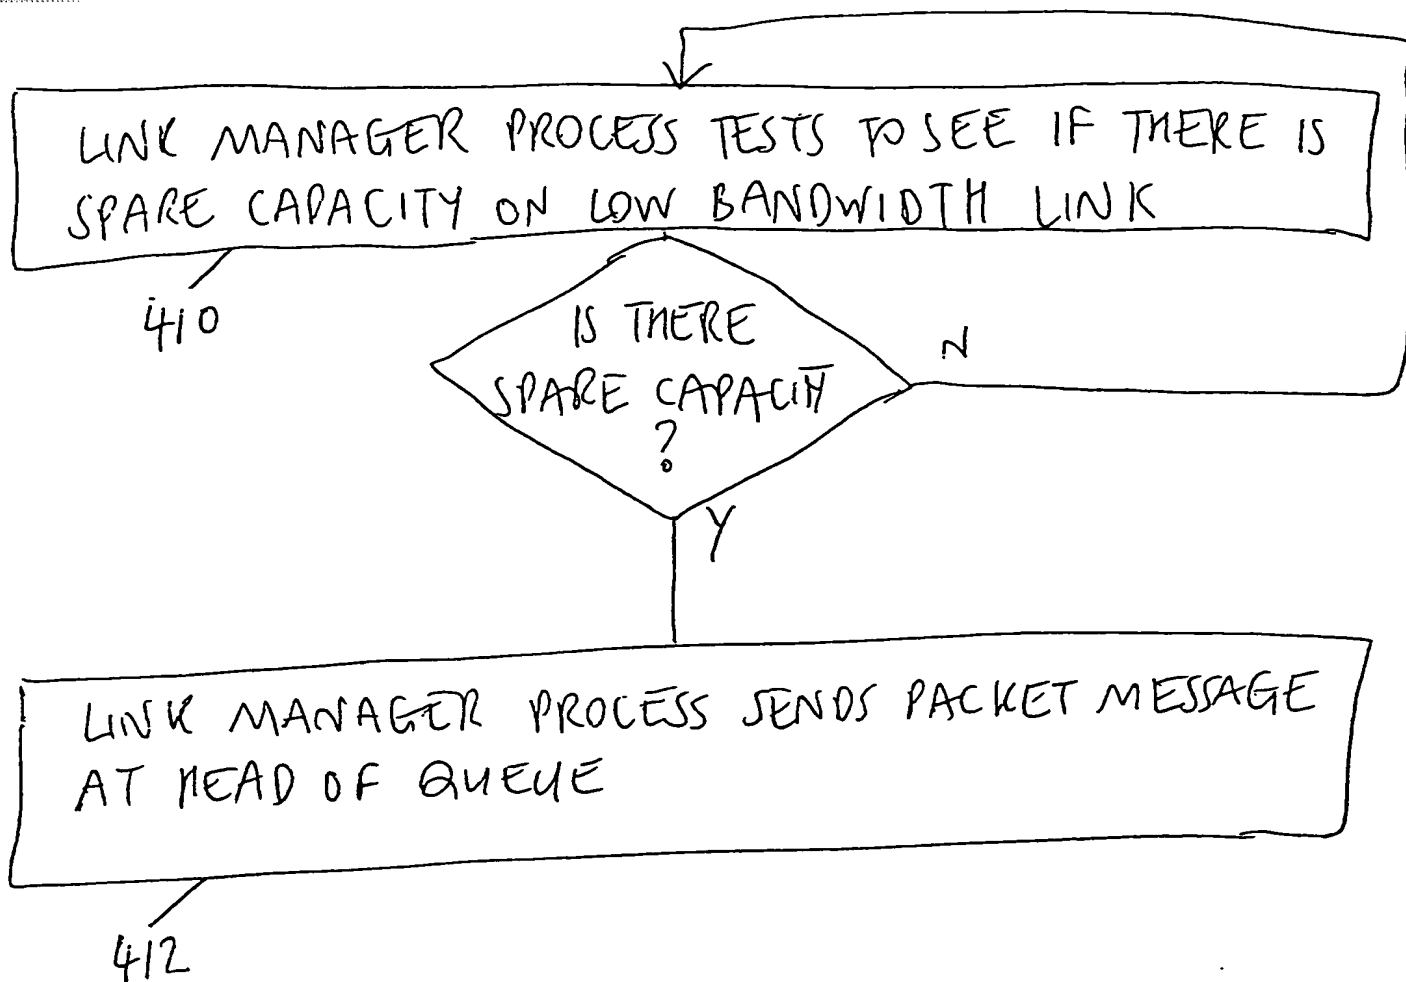 LINK MANAGER PROCESS TESTS TO SEE IF THERE IS
SPARE CAPACITY ON LOW BANDWIDTH LINK
410
IS THERE
SPARE CAPACITY
?
N
Y
LINK MANAGER PROCESS SENDS PACKET MESSAGE
AT HEAD OF QUEUE
412